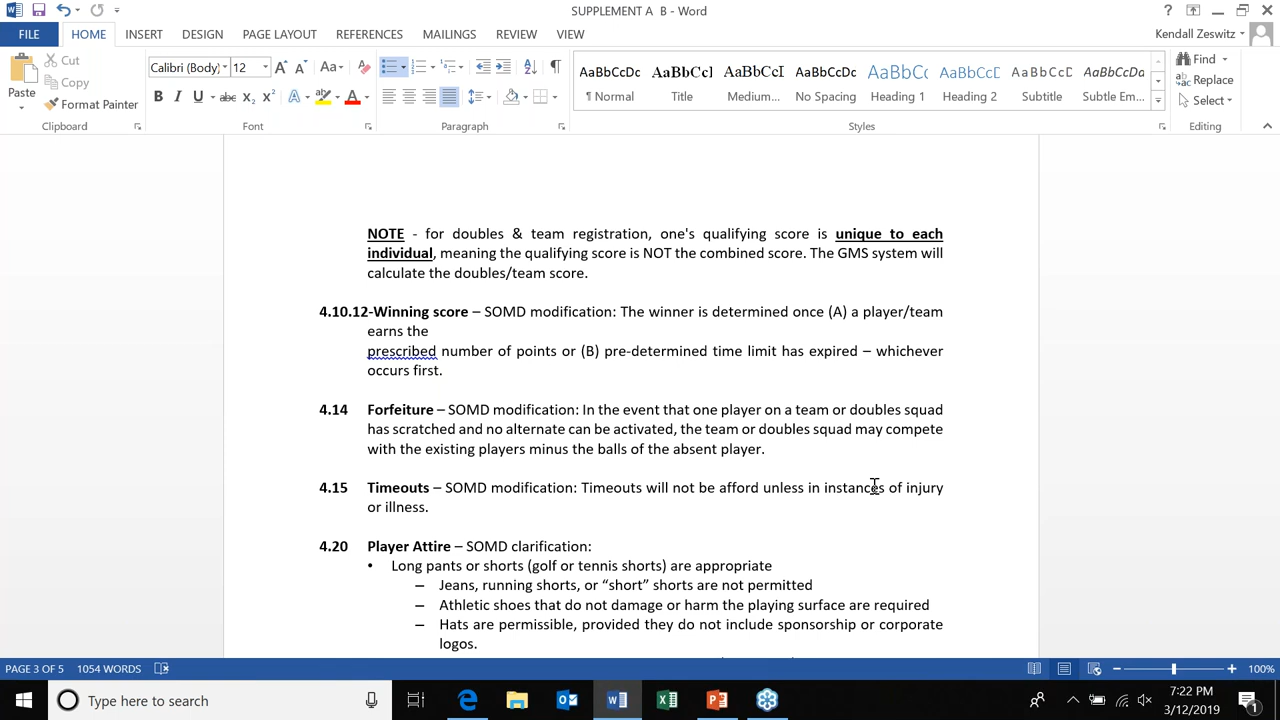 SUPPLEMENT A B - Word
FILE HOME INSERT DESIGN PAGE LAYOUT REFERENCES MAILINGS REVIEW VIEW
Kendall Zeswitz
Paste
Cut
Copy
Format Painter
Clipboard
Calibri (Body) 12
Font
Paragraph
AaBbCcDc AaBbCcI AaBbCcI AaBbCcDc AaBbC AaBbCcD AaBbCcD AaBbCcDd
¶ Normal Title Medium... No Spacing Heading 1 Heading 2 Subtitle Subtle Em...
Styles
Find
Replace
Select
Editing
NOTE - for doubles & team registration, one's qualifying score is unique to each
individual, meaning the qualifying score is NOT the combined score. The GMS system will
calculate the doubles/team score.
4.10.12-Winning score – SOMD modification: The winner is determined once (A) a player/team
earns the
prescribed number of points or (B) pre-determined time limit has expired – whichever
occurs first.
4.14 Forfeiture – SOMD modification: In the event that one player on a team or doubles squad
has scratched and no alternate can be activated, the team or doubles squad may compete
with the existing players minus the balls of the absent player.
4.15 Timeouts – SOMD modification: Timeouts will not be afford unless in instances of injury
or illness.
4.20 Player Attire – SOMD clarification:
• Long pants or shorts (golf or tennis shorts) are appropriate
– Jeans, running shorts, or “short” shorts are not permitted
– Athletic shoes that do not damage or harm the playing surface are required
– Hats are permissible, provided they do not include sponsorship or corporate
logos.
PAGE 3 OF 5 1054 WORDS
100%
Type here to search
7:22 PM
3/12/2019